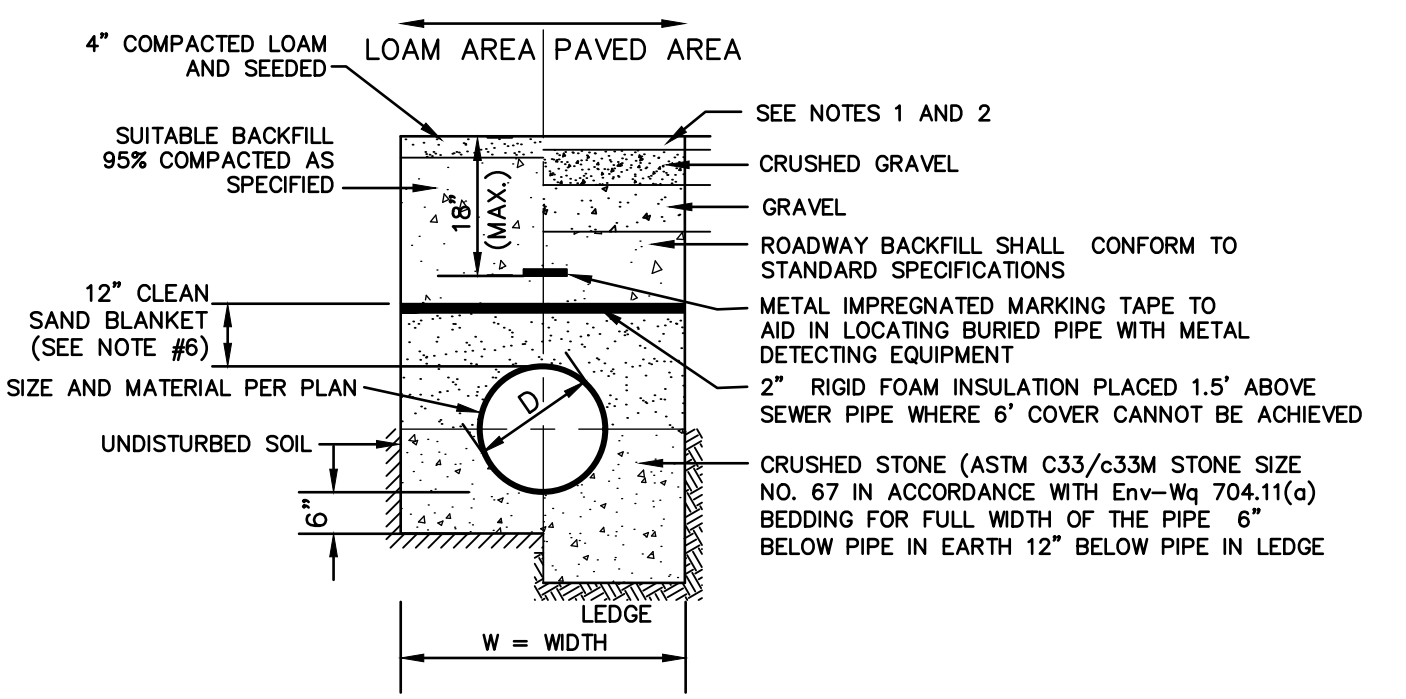 LOAM AREA PAVED AREA
4" COMPACTED LOAM
AND SEEDED
SUITABLE BACKFILL
95% COMPACTED AS
SPECIFIED
18"
(MAX.)
12" CLEAN
SAND BLANKET
(SEE NOTE #6)
SIZE AND MATERIAL PER PLAN
D
UNDISTURBED SOIL
6"
SEE NOTES 1 AND 2
CRUSHED GRAVEL
GRAVEL
ROADWAY BACKFILL SHALL CONFORM TO
STANDARD SPECIFICATIONS
METAL IMPREGNATED MARKING TAPE TO
AID IN LOCATING BURIED PIPE WITH METAL
DETECTING EQUIPMENT
2" RIGID FOAM INSULATION PLACED 1.5' ABOVE
SEWER PIPE WHERE 6' COVER CANNOT BE ACHIEVED
CRUSHED STONE (ASTM C33/c33M STONE SIZE
NO. 67 IN ACCORDANCE WITH Env-Wq 704.11(a)
BEDDING FOR FULL WIDTH OF THE PIPE 6"
BELOW PIPE IN EARTH 12" BELOW PIPE IN LEDGE
LEDGE
W = WIDTH